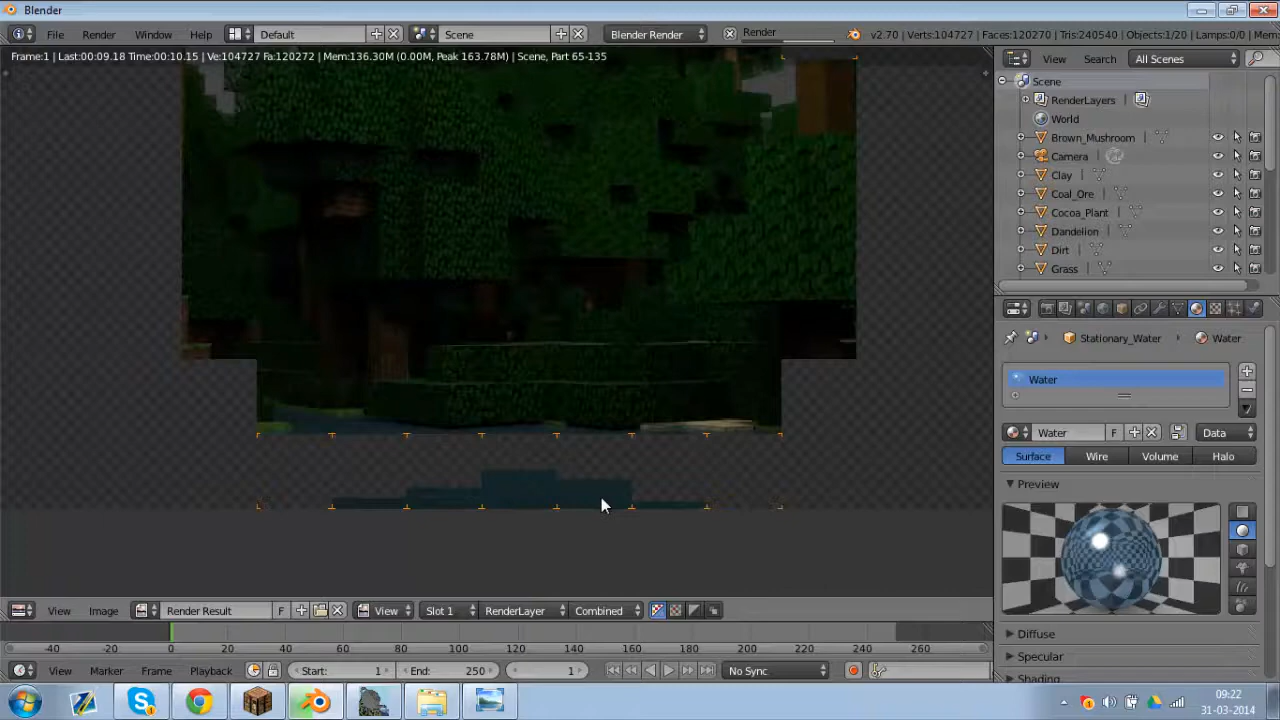 Blender
File Render Window Help Default Scene Blender Render Render v2.70 Verts:104727 Faces:120270 Tris:240540 Objects:1/20 Lamps:0/0 Mem:
Frame:1 Last:00:09.18 Time:00:10.15 Ve:104727 Fa:120272 Mem:136.30M (0.00M, Peak 163.78M) Scene, Part 65-135
View Search All Scenes
Scene
RenderLayers
World
Brown_Mushroom
Camera
Clay
Coal_Ore
Cocoa_Plant
Dandelion
Dirt
Grass
Stationary_Water Water
Water
Water F Data
Surface Wire Volume Halo
Preview
Diffuse
Specular
Shading
View Image Render Result F View Slot 1 RenderLayer Combined
-40 -20 0 20 40 60 80 100 120 140 160 180 200 220 240 260
View Marker Frame Playback Start: 1 End: 250 1 No Sync
09:22
31-03-2014